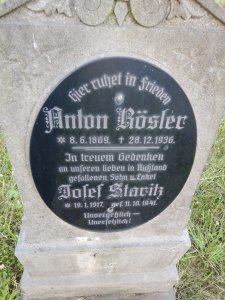 Hier ruhet in Frieden
Anton Rösler
* 8.6.1869. † 28.12.1936.
In treuem Gedenken
an unseren lieben in Rußland
gefallenen Sohn u. Enkel
Josef Staritz
* 19.1.1917. gef. 11.10.1941.
Unvergeßlich –
Unersetzlich!